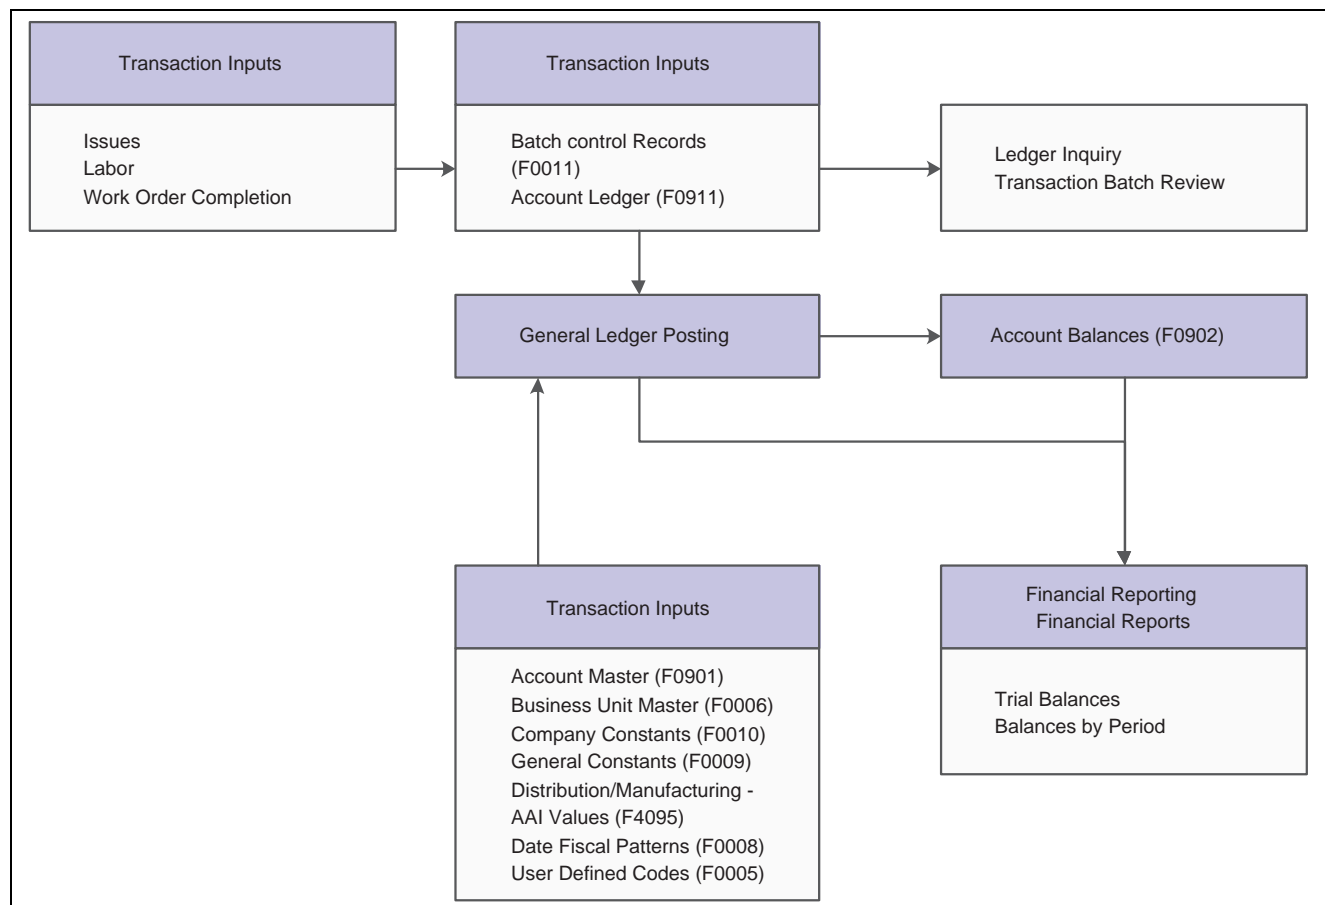 Transaction Inputs
Issues
Labor
Work Order Completion
Transaction Inputs
Batch control Records
(F0011)
Account Ledger (F0911)
Ledger Inquiry
Transaction Batch Review
General Ledger Posting
Account Balances (F0902)
Transaction Inputs
Account Master (F0901)
Business Unit Master (F0006)
Company Constants (F0010)
General Constants (F0009)
Distribution/Manufacturing -
AAI Values (F4095)
Date Fiscal Patterns (F0008)
User Defined Codes (F0005)
Financial Reporting
Financial Reports
Trial Balances
Balances by Period